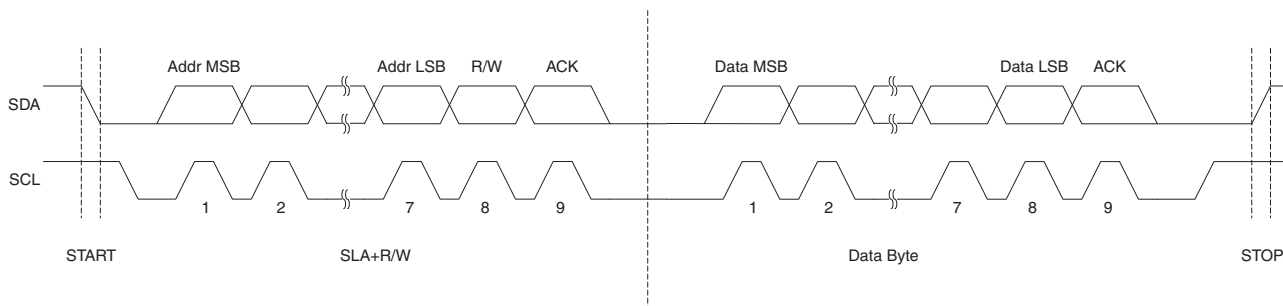 Addr MSB Addr LSB R/W ACK Data MSB Data LSB ACK
SDA
SCL
1 2 7 8 9 1 2 7 8 9
START SLA+R/W Data Byte STOP